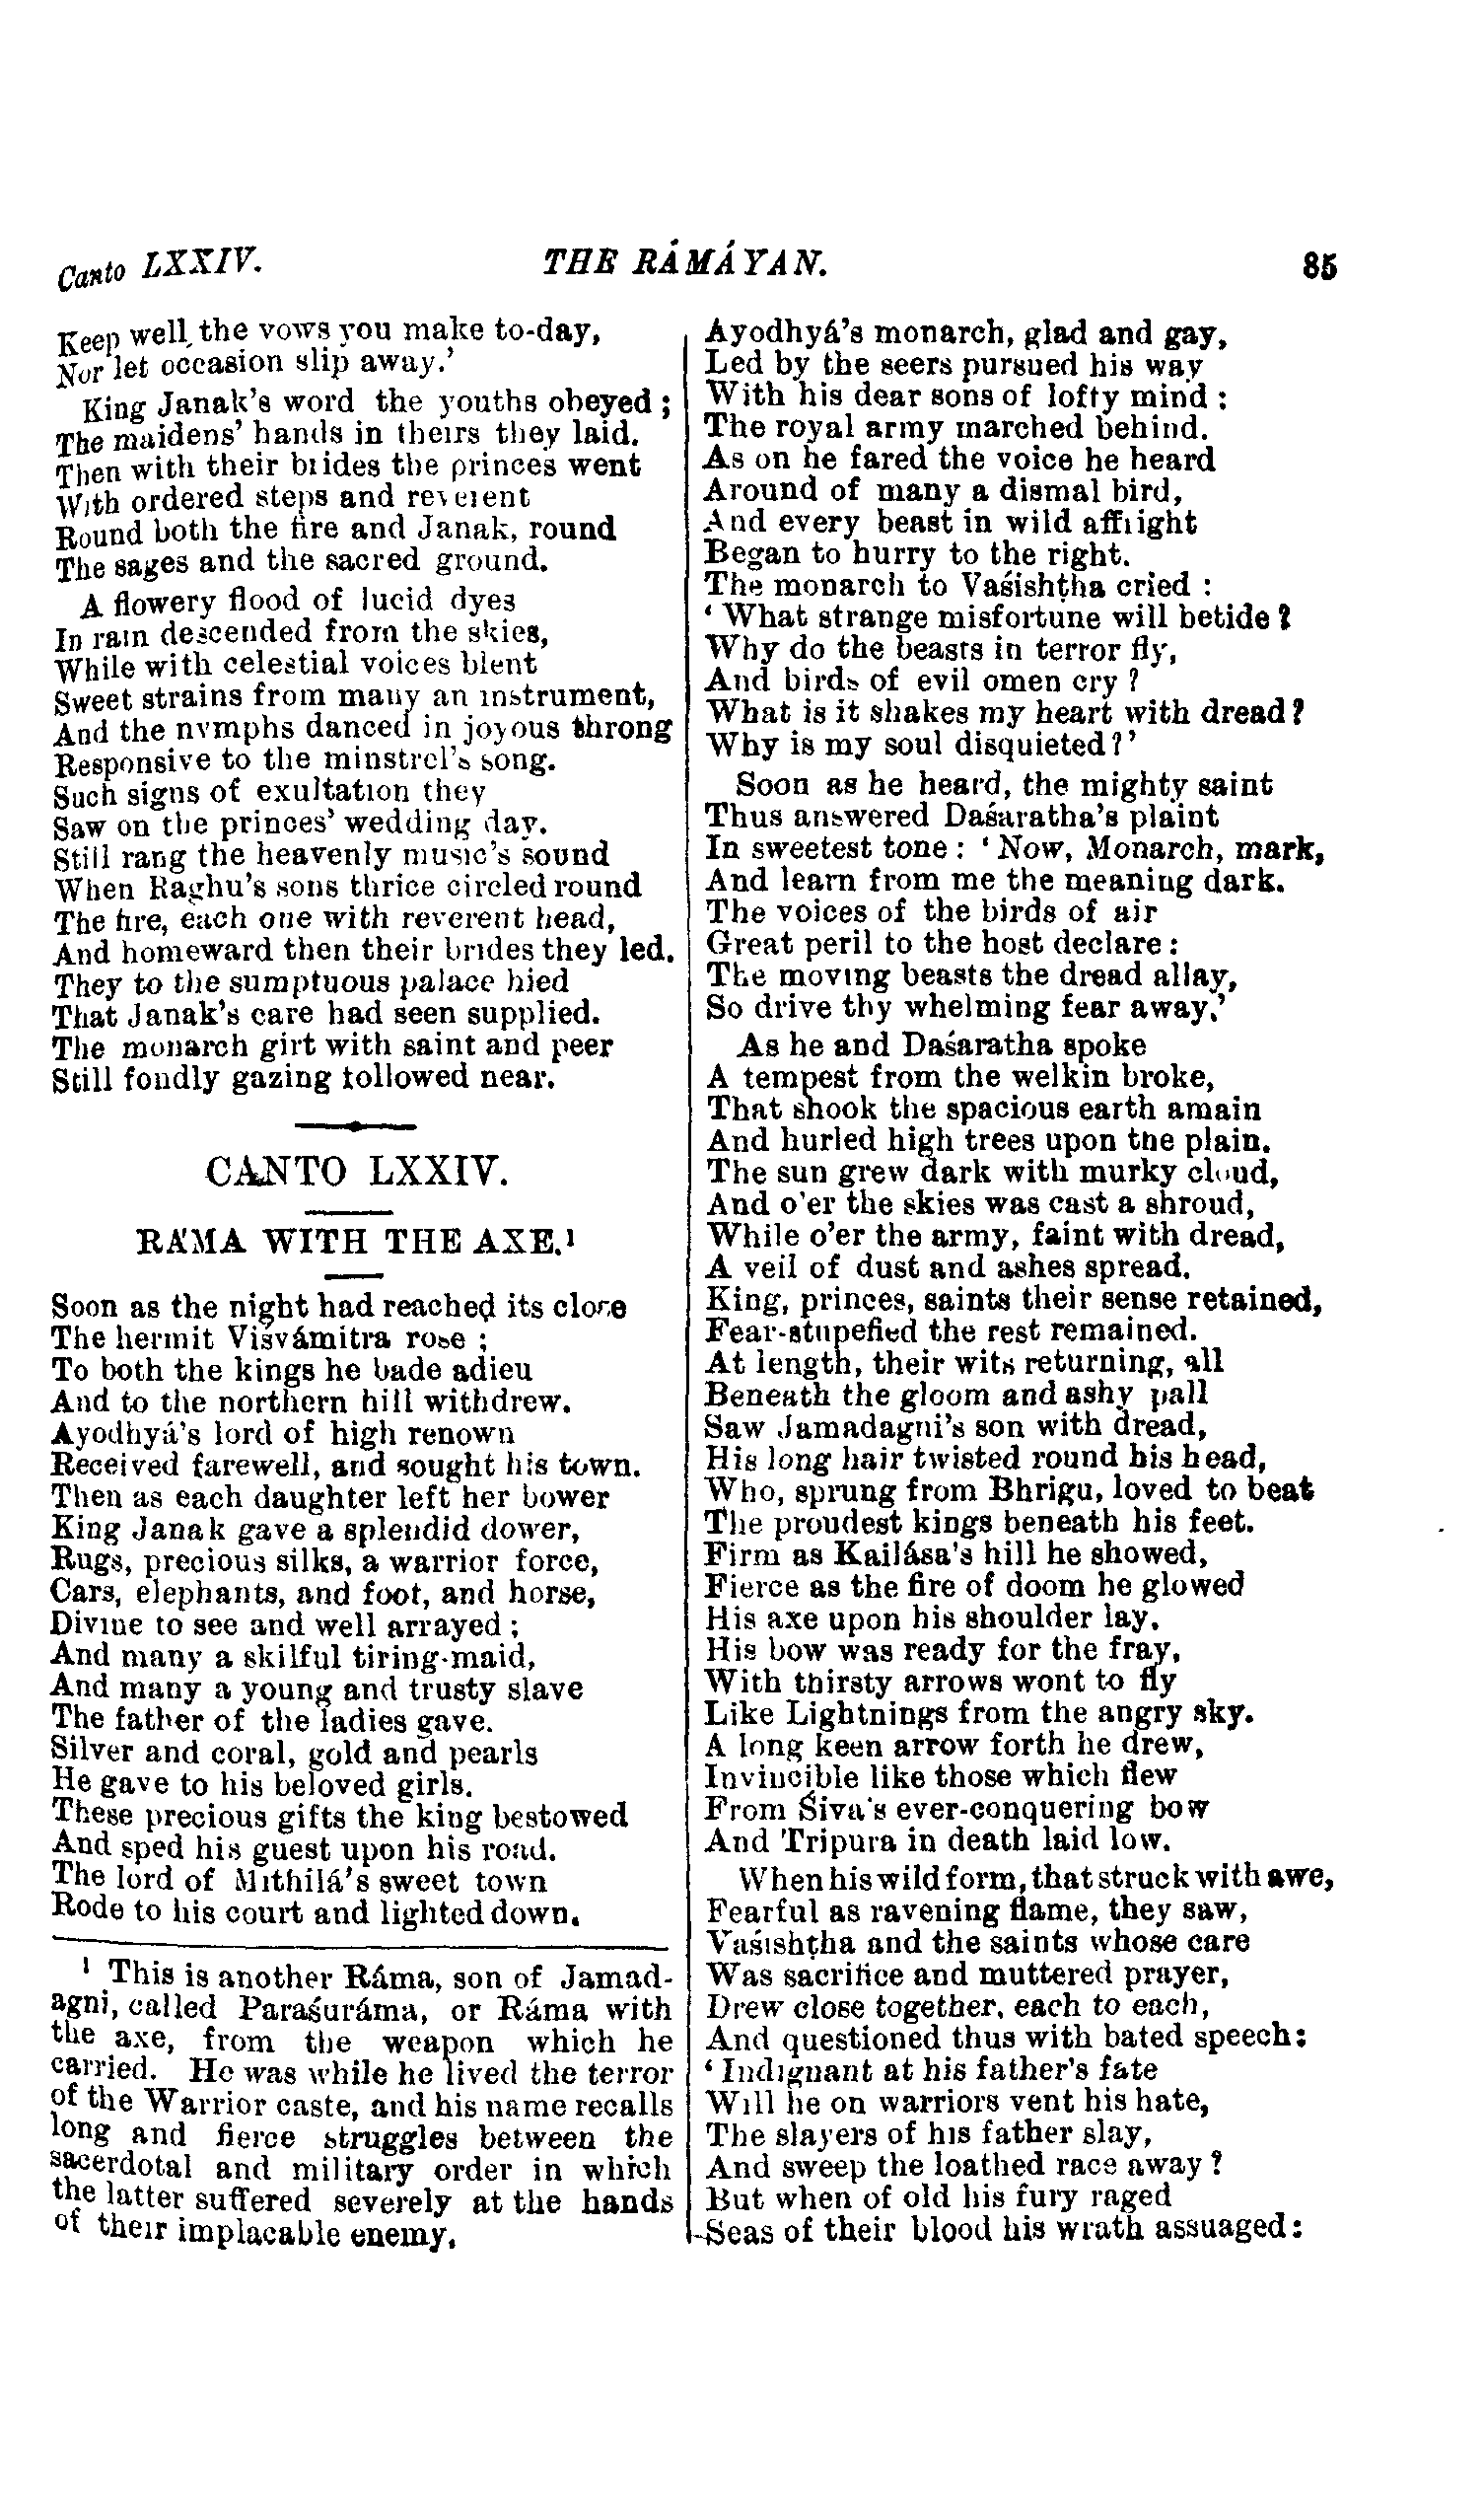 Canto LXXIV.
THE RÁMÁYAN.
85
Keep well the vows you make to-day,
Nor let occasion slip away.'
King Janak's word the youths obeyed;
The maidens' hands in theirs they laid.
Then with their brides the princes went
With ordered steps and reverent
Round both the fire and Janak, round
The sages and the sacred ground.
A flowery flood of lucid dyes
In rain descended from the skies,
While with celestial voices blent
Sweet strains from many an instrument,
And the nymphs danced in joyous throng
Responsive to the minstrel's song.
Such signs of exultation they
Saw on the princes' wedding day.
Still rang the heavenly music's sound
When Raghu's sons thrice circled round
The fire, each one with reverent head,
And homeward then their brides they led.
They to the sumptuous palace hied
That Janak's care had seen supplied.
The monarch girt with saint and peer
Still fondly gazing followed near.
CANTO LXXIV.
RÁMA WITH THE AXE.¹
Soon as the night had reached its close
The hermit Viśvámitra rose;
To both the kings he bade adieu
And to the northern hill withdrew.
Ayodhyá's lord of high renown
Received farewell, and sought his town.
Then as each daughter left her bower
King Janak gave a splendid dower,
Rugs, precious silks, a warrior force,
Cars, elephants, and foot, and horse,
Divine to see and well arrayed;
And many a skilful tiring-maid,
And many a young and trusty slave
The father of the ladies gave.
Silver and coral, gold and pearls
He gave to his beloved girls.
These precious gifts the king bestowed
And sped his guest upon his road.
The lord of Mithilá's sweet town
Rode to his court and lighted down.
¹ This is another Ráma, son of Jamad-
agni, called Paraśuráma, or Ráma with
the axe, from the weapon which he
carried. He was while he lived the terror
of the Warrior caste, and his name recalls
long and fierce struggles between the
sacerdotal and military order in which
the latter suffered severely at the hands
of their implacable enemy.
Ayodhyá's monarch, glad and gay,
Led by the seers pursued his way
With his dear sons of lofty mind:
The royal army marched behind.
As on he fared the voice he heard
Around of many a dismal bird,
And every beast in wild affright
Began to hurry to the right.
The monarch to Vaśishṭha cried:
'What strange misfortune will betide?
Why do the beasts in terror fly,
And birds of evil omen cry?
What is it shakes my heart with dread?
Why is my soul disquieted?'
Soon as he heard, the mighty saint
Thus answered Daśaratha's plaint
In sweetest tone: 'Now, Monarch, mark,
And learn from me the meaning dark.
The voices of the birds of air
Great peril to the host declare:
The moving beasts the dread allay,
So drive thy whelming fear away.'
As he and Daśaratha spoke
A tempest from the welkin broke,
That shook the spacious earth amain
And hurled high trees upon the plain.
The sun grew dark with murky cloud,
And o'er the skies was cast a shroud,
While o'er the army, faint with dread,
A veil of dust and ashes spread.
King, princes, saints their sense retained,
Fear-stupefied the rest remained.
At length, their wits returning, all
Beneath the gloom and ashy pall
Saw Jamadagni's son with dread,
His long hair twisted round his head,
Who, sprung from Bhrigu, loved to beat
The proudest kings beneath his feet.
Firm as Kailása's hill he showed,
Fierce as the fire of doom he glowed
His axe upon his shoulder lay,
His bow was ready for the fray,
With thirsty arrows wont to fly
Like Lightnings from the angry sky.
A long keen arrow forth he drew,
Invincible like those which flew
From Śiva's ever-conquering bow
And Tripura in death laid low.
When his wild form, that struck with awe,
Fearful as ravening flame, they saw,
Vaśishṭha and the saints whose care
Was sacrifice and muttered prayer,
Drew close together, each to each,
And questioned thus with bated speech:
'Indignant at his father's fate
Will he on warriors vent his hate,
The slayers of his father slay,
And sweep the loathed race away?
But when of old his fury raged
Seas of their blood his wrath assuaged: